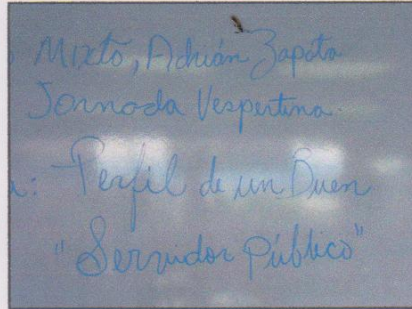 Mixto, Adrián Zapata
Jornada Vespertina.
a: Perfil de un Buen
"Servidor Público"